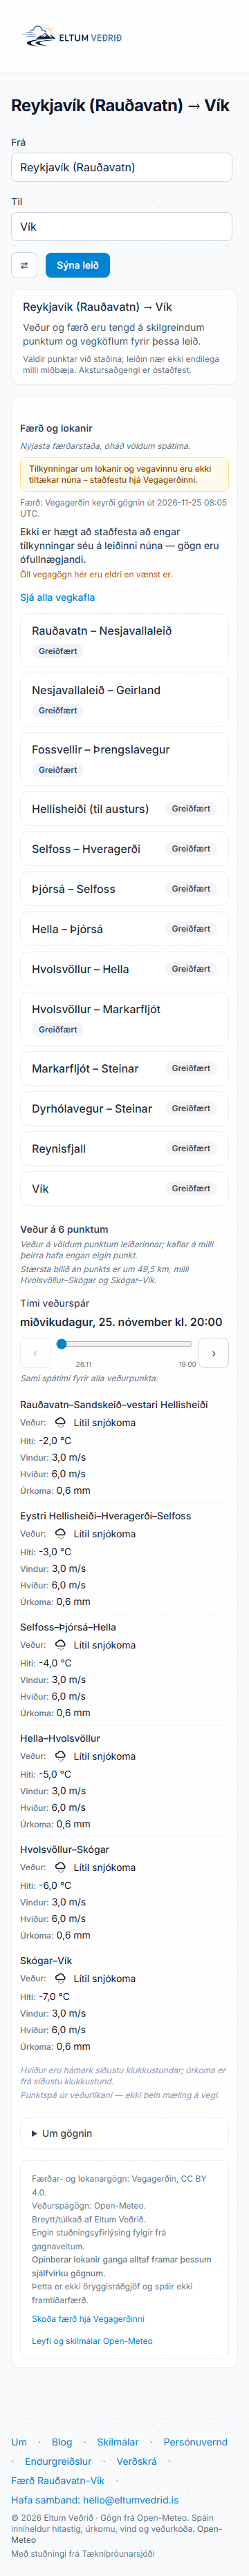 ELTUM VEÐRIÐ
Reykjavík (Rauðavatn) → Vík
Frá
Reykjavík (Rauðavatn)
Til
Vík
⇄ Sýna leið
Reykjavík (Rauðavatn) → Vík
Veður og færð eru tengd á skilgreindum
punktum og vegköflum fyrir þessa leið.
Valdir punktar við staðina; leiðin nær ekki endilega
milli miðbæja. Akstursaðgengi er óstaðfest.
Færð og lokanir
Nýjasta færðarstaða, óháð völdum spátíma.
Tilkynningar um lokanir og vegavinnu eru ekki
tiltækar núna – staðfestu hjá Vegagerðinni.
Færð: Vegagerðin keyrði gögnin út 2026-11-25 08:05
UTC.
Ekki er hægt að staðfesta að engar
tilkynningar séu á leiðinni núna — gögn eru
ófullnægjandi.
Öll vegagögn hér eru eldri en vænst er.
Sjá alla vegkafla
Rauðavatn – Nesjavallaleið
Greiðfært
Nesjavallaleið – Geirland
Greiðfært
Fossvellir – Þrengslavegur
Greiðfært
Hellisheiði (til austurs) Greiðfært
Selfoss – Hveragerði Greiðfært
Þjórsá – Selfoss Greiðfært
Hella – Þjórsá Greiðfært
Hvolsvöllur – Hella Greiðfært
Hvolsvöllur – Markarfljót
Greiðfært
Markarfljót – Steinar Greiðfært
Dyrhólavegur – Steinar Greiðfært
Reynisfjall Greiðfært
Vík Greiðfært
Veður á 6 punktum
Veður á völdum punktum leiðarinnar; kaflar á milli
þeirra hafa engan eigin punkt.
Stærsta bilið án punkts er um 49,5 km, milli
Hvolsvöllur–Skógar og Skógar–Vík.
Tími veðurspár
miðvikudagur, 25. nóvember kl. 20:00
‹ ›
26.11 19:00
Sami spátími fyrir alla veðurpunkta.
Rauðavatn–Sandskeið–vestari Hellisheiði
Veður: Lítil snjókoma
Hiti: -2,0 °C
Vindur: 3,0 m/s
Hviður: 6,0 m/s
Úrkoma: 0,6 mm
Eystri Hellisheiði–Hveragerði–Selfoss
Veður: Lítil snjókoma
Hiti: -3,0 °C
Vindur: 3,0 m/s
Hviður: 6,0 m/s
Úrkoma: 0,6 mm
Selfoss–Þjórsá–Hella
Veður: Lítil snjókoma
Hiti: -4,0 °C
Vindur: 3,0 m/s
Hviður: 6,0 m/s
Úrkoma: 0,6 mm
Hella–Hvolsvöllur
Veður: Lítil snjókoma
Hiti: -5,0 °C
Vindur: 3,0 m/s
Hviður: 6,0 m/s
Úrkoma: 0,6 mm
Hvolsvöllur–Skógar
Veður: Lítil snjókoma
Hiti: -6,0 °C
Vindur: 3,0 m/s
Hviður: 6,0 m/s
Úrkoma: 0,6 mm
Skógar–Vík
Veður: Lítil snjókoma
Hiti: -7,0 °C
Vindur: 3,0 m/s
Hviður: 6,0 m/s
Úrkoma: 0,6 mm
Hviður eru hámark síðustu klukkustundar; úrkoma er
frá síðustu klukkustund.
Punktspá úr veðurlíkani — ekki bein mæling á vegi.
▶ Um gögnin
Færðar- og lokanargögn: Vegagerðin, CC BY
4.0.
Veðurspágögn: Open-Meteo.
Breytt/túlkað af Eltum Veðrið.
Engin stuðningsyfirlýsing fylgir frá
gagnaveitum.
Opinberar lokanir ganga alltaf framar þessum
sjálfvirku gögnum.
Þetta er ekki öryggisráðgjöf og spáir ekki
framtíðarfærð.
Skoða færð hjá Vegagerðinni
Leyfi og skilmálar Open-Meteo
Um · Blog · Skilmálar · Persónuvernd
· Endurgreiðslur · Verðskrá ·
Færð Rauðavatn–Vík ·
Hafa samband: hello@eltumvedrid.is
© 2026 Eltum Veðrið · Gögn frá Open-Meteo. Spáin
inniheldur hitastig, úrkomu, vind og veðurkóða. Open-
Meteo
Með stuðningi frá Tækniþróunarsjóði